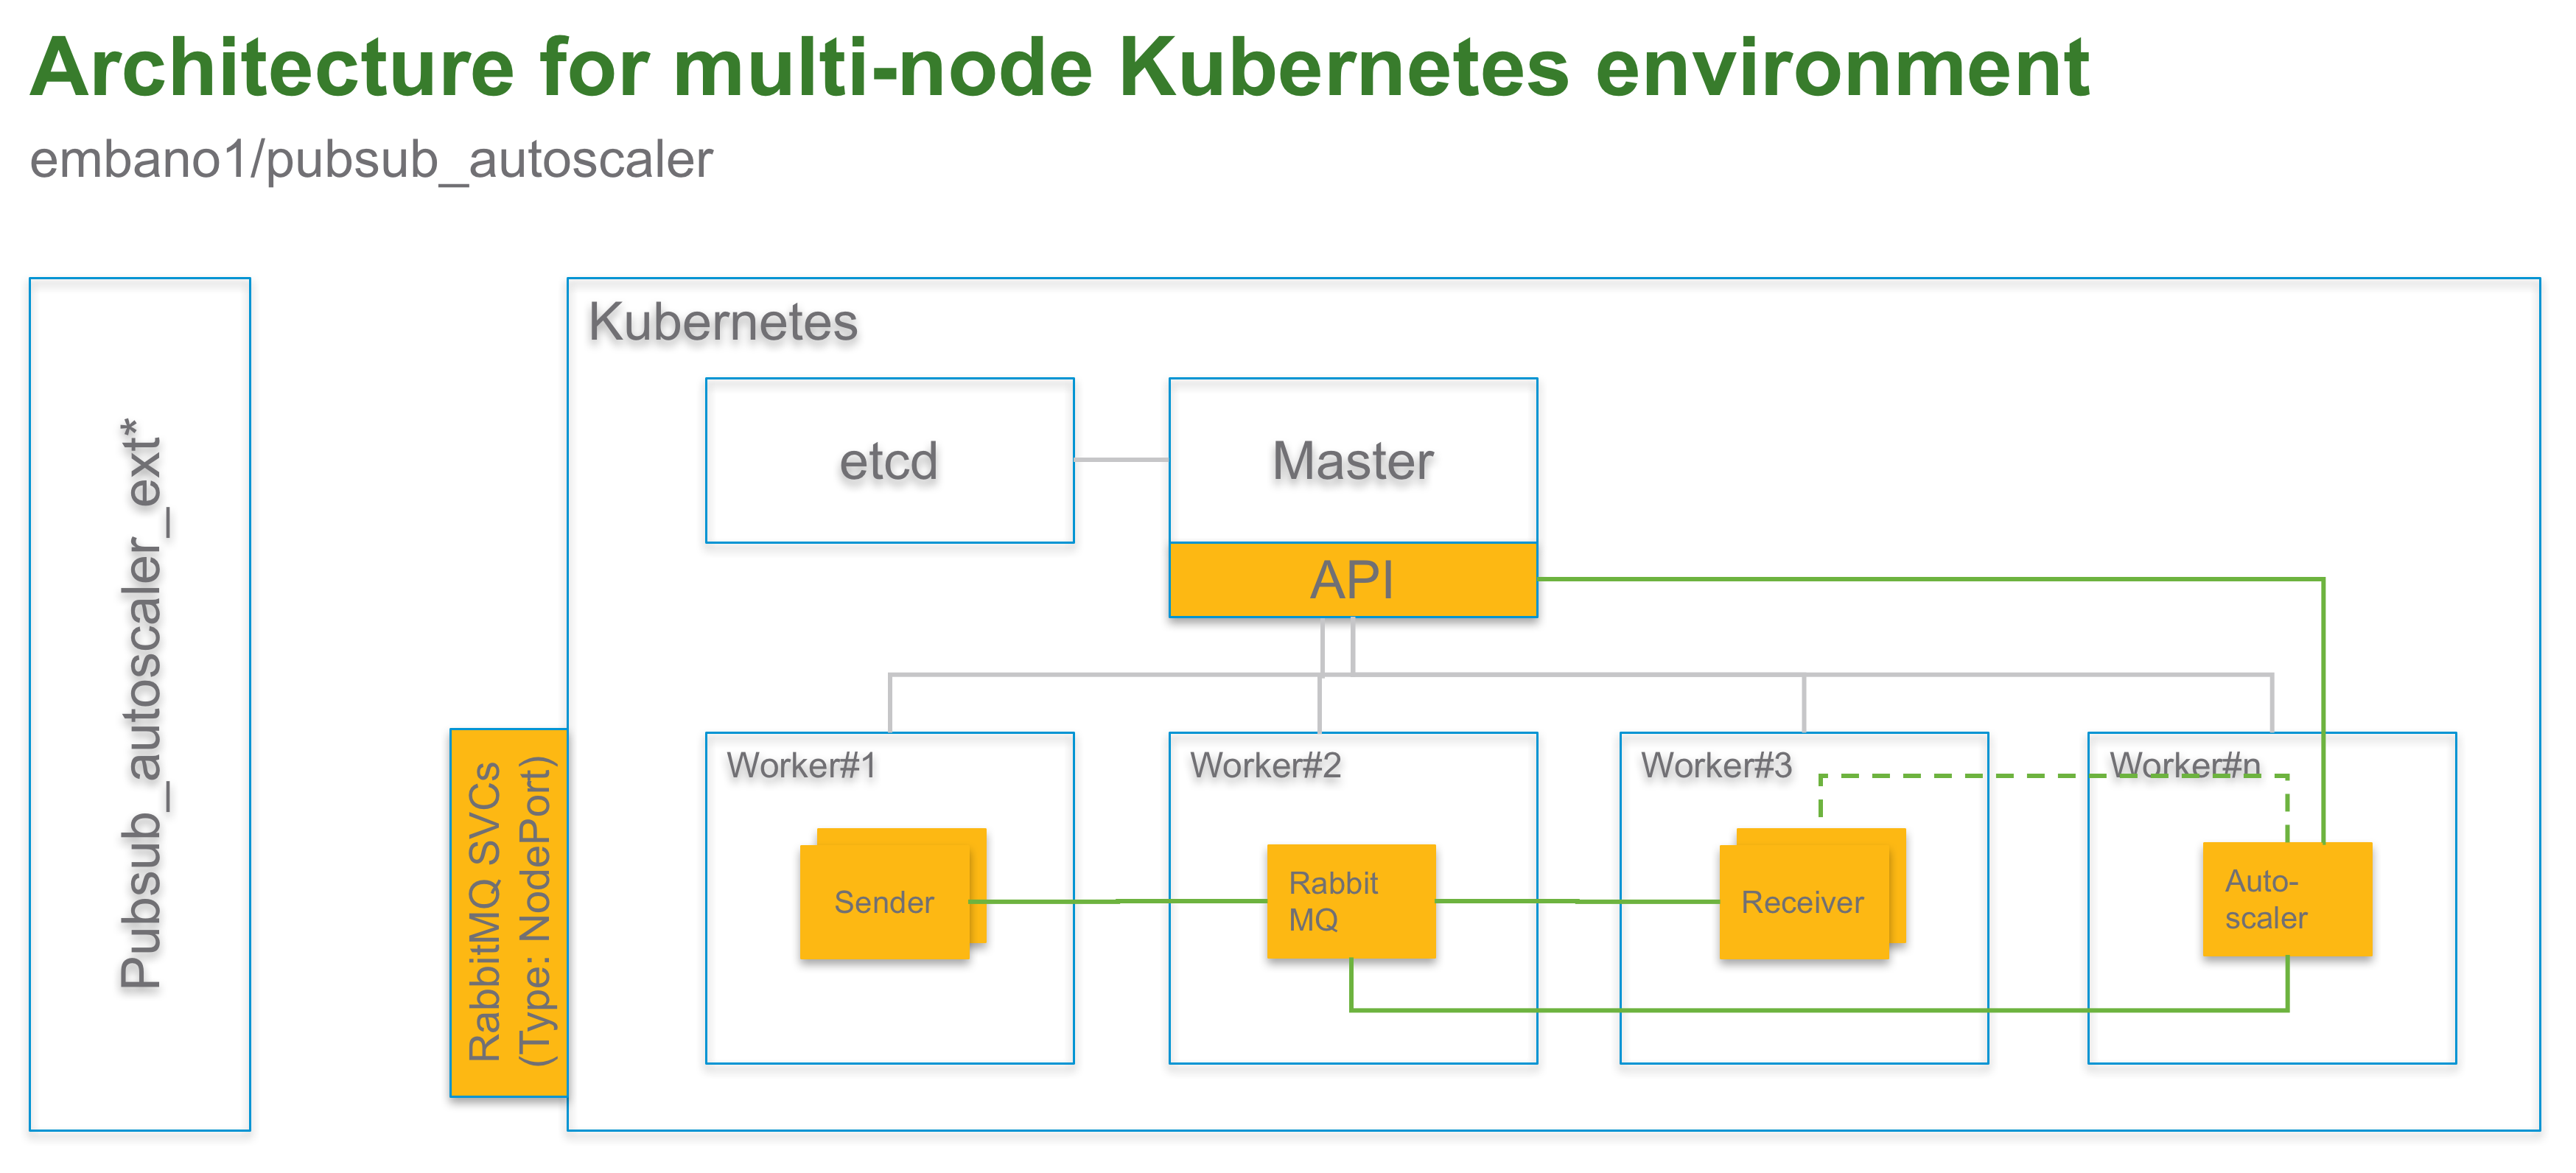 Architecture for multi-node Kubernetes environment
embano1/pubsub_autoscaler
Pubsub_autoscaler_ext*
RabbitMQ SVCs
(Type: NodePort)
Kubernetes
etcd
Master
API
Worker#1
Sender
Worker#2
Rabbit
MQ
Worker#3
Receiver
Worker#n
Auto-
scaler